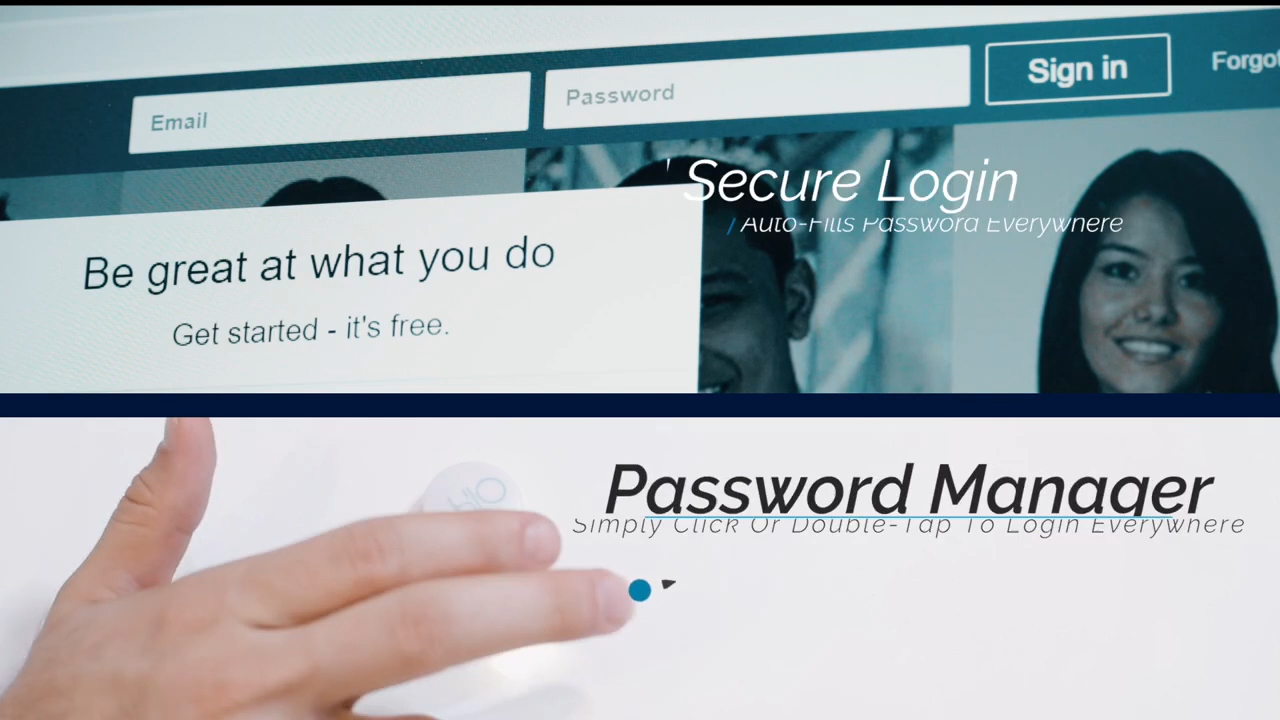 Email
Password
Sign in
Be great at what you do
Get started - it's free.
Secure Login
Auto-Fills Password Everywhere
Password Manager
Simply Click Or Double-Tap To Login Everywhere